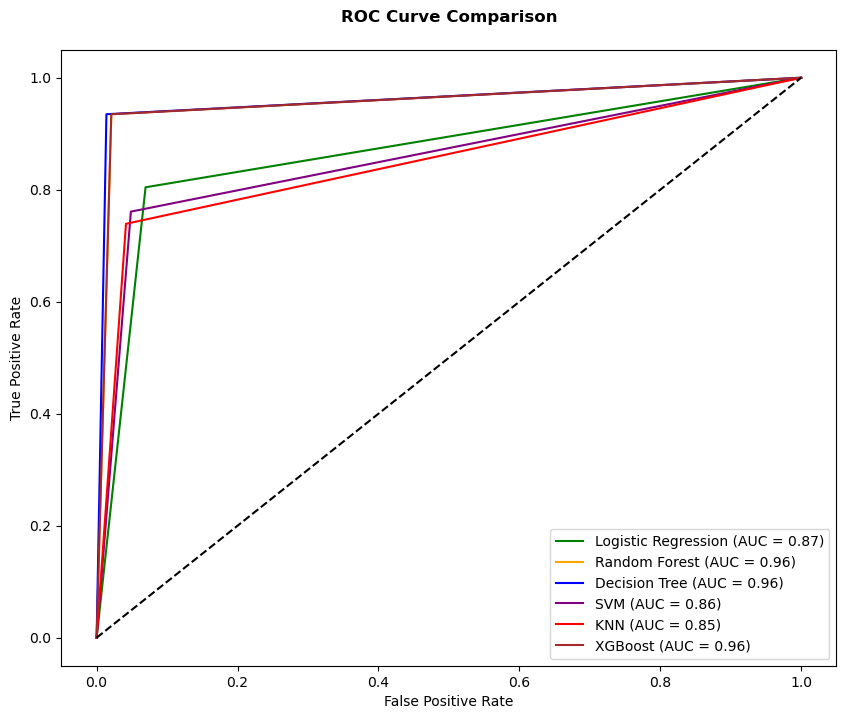 ROC Curve Comparison
True Positive Rate
1.0
0.8
0.6
0.4
0.2
0.0
Logistic Regression (AUC = 0.87)
Random Forest (AUC = 0.96)
Decision Tree (AUC = 0.96)
SVM (AUC = 0.86)
KNN (AUC = 0.85)
XGBoost (AUC = 0.96)
0.0 0.2 0.4 0.6 0.8 1.0
False Positive Rate